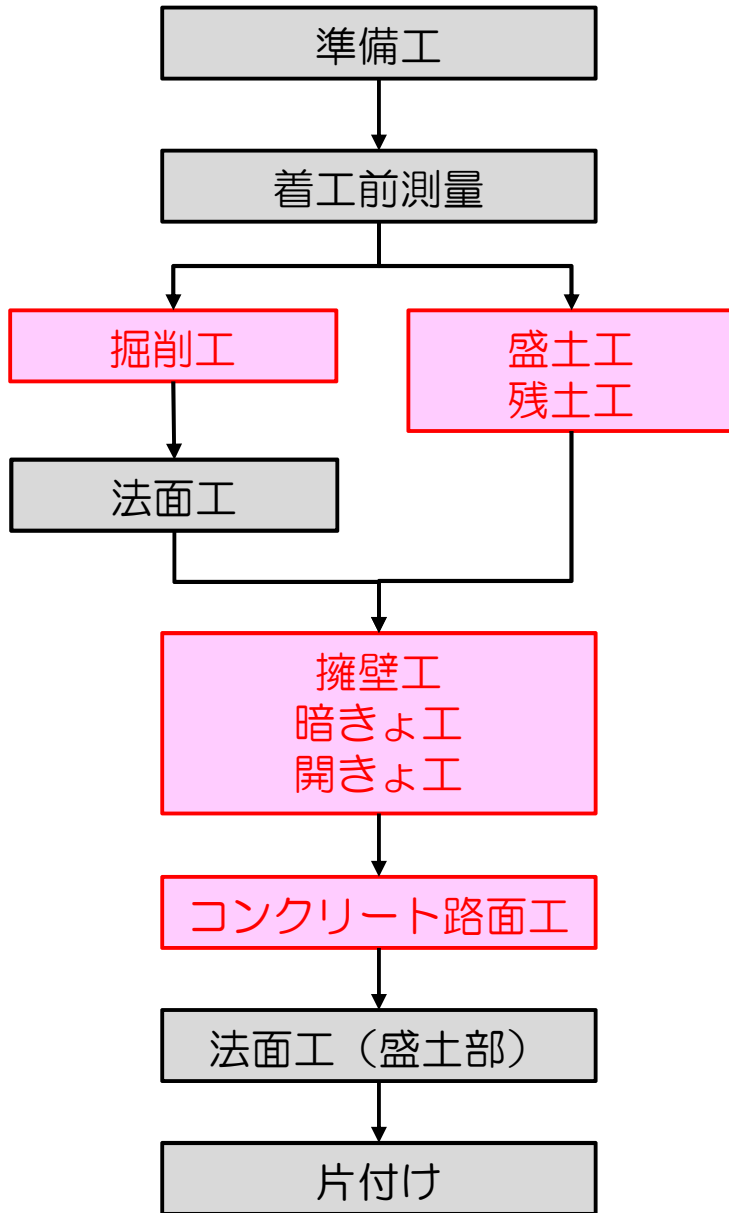 準備工
着工前測量
掘削工
盛土工
残土工
法面工
擁壁工
暗きょ工
開きょ工
コンクリート路面工
法面工（盛土部）
片付け